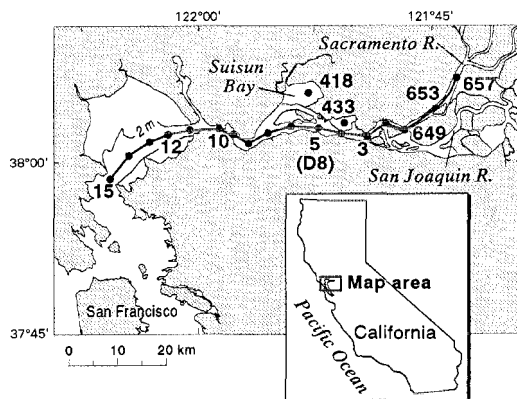 122°00'
121°45'
Sacramento R.
Suisun
Bay
418
433
653
657
2m
12
10
5
3
649
(D8)
38°00'
15
San Joaquin R.
Map area
San Francisco
California
Pacific Ocean
37°45'
0 10 20 km